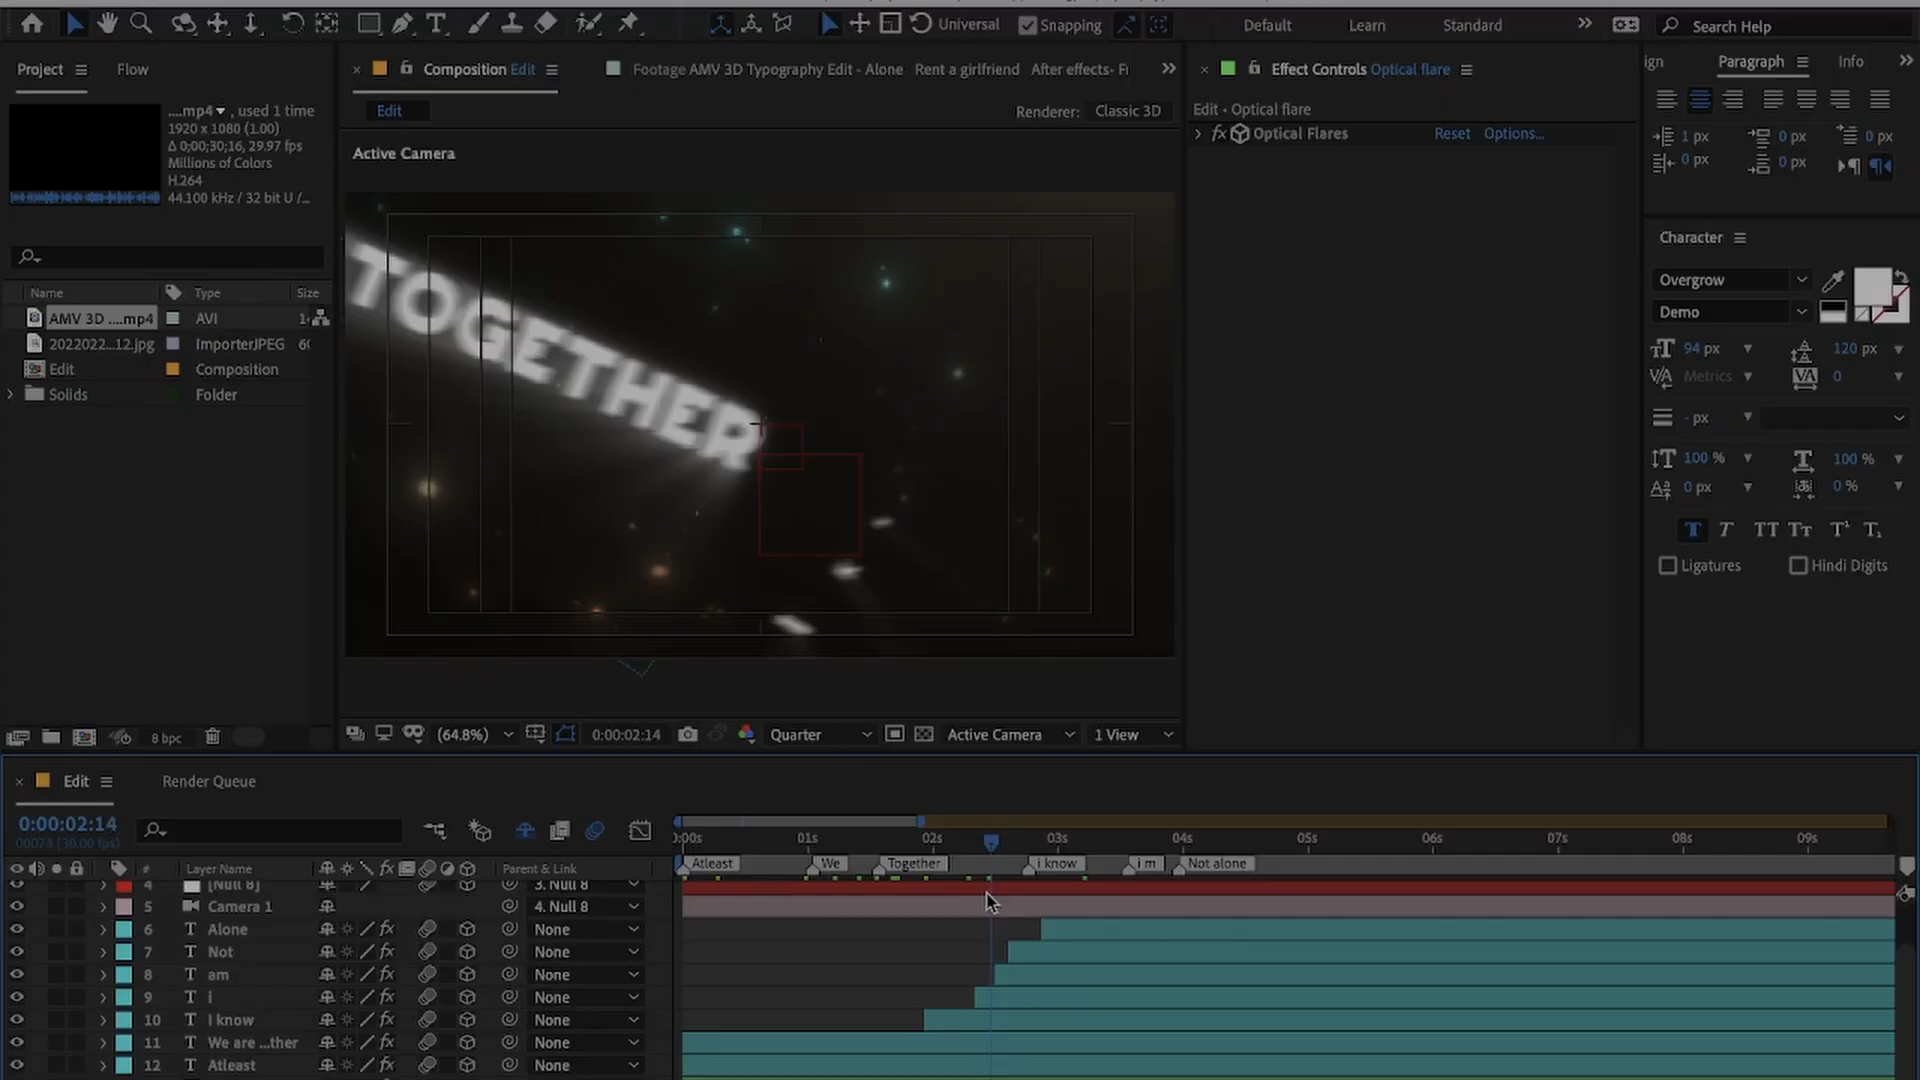 Universal
Snapping
Default
Learn
Standard
Search Help
Project
Flow
Composition Edit
Footage AMV 3D Typography Edit - Alone Rent a girlfriend After effects-
Effect Controls Optical flare
ign
Paragraph
Info
....mp4 , used 1 time
1920 x 1080 (1.00)
Δ 0;00;30;16, 29.97 fps
Millions of Colors
H.264
44.100 kHz / 32 bit U /...
Edit
Renderer:
Classic 3D
Edit • Optical flare
fx Optical Flares
Reset
Options...
1 px
0 px
0 px
0 px
0 px
Active Camera
TOGETHER
Character
Overgrow
Demo
94 px
120 px
Metrics
0
- px
100 %
100 %
0 px
0 %
T T TT Tr T¹ T₁
Ligatures
Hindi Digits
Name
Type
Size
AMV 3D ....mp4
AVI
2022022...12.jpg
ImporterJPEG
Edit
Composition
Solids
Folder
8 bpc
(64.8%)
0:00:02:14
Quarter
Active Camera
1 View
Edit
Render Queue
0:00:02:14
00074 (30.00 fps)
0:00s
01s
02s
03s
04s
05s
06s
07s
08s
09s
Atleast
We
Together
i know
i m
Not alone
#
Layer Name
Parent & Link
4
[Null 8]
3. Null 8
5
Camera 1
4. Null 8
6 T Alone
None
7 T Not
None
8 T am
None
9 T i
None
10 T I know
None
11 T We are ...ther
None
12 T Atleast
None